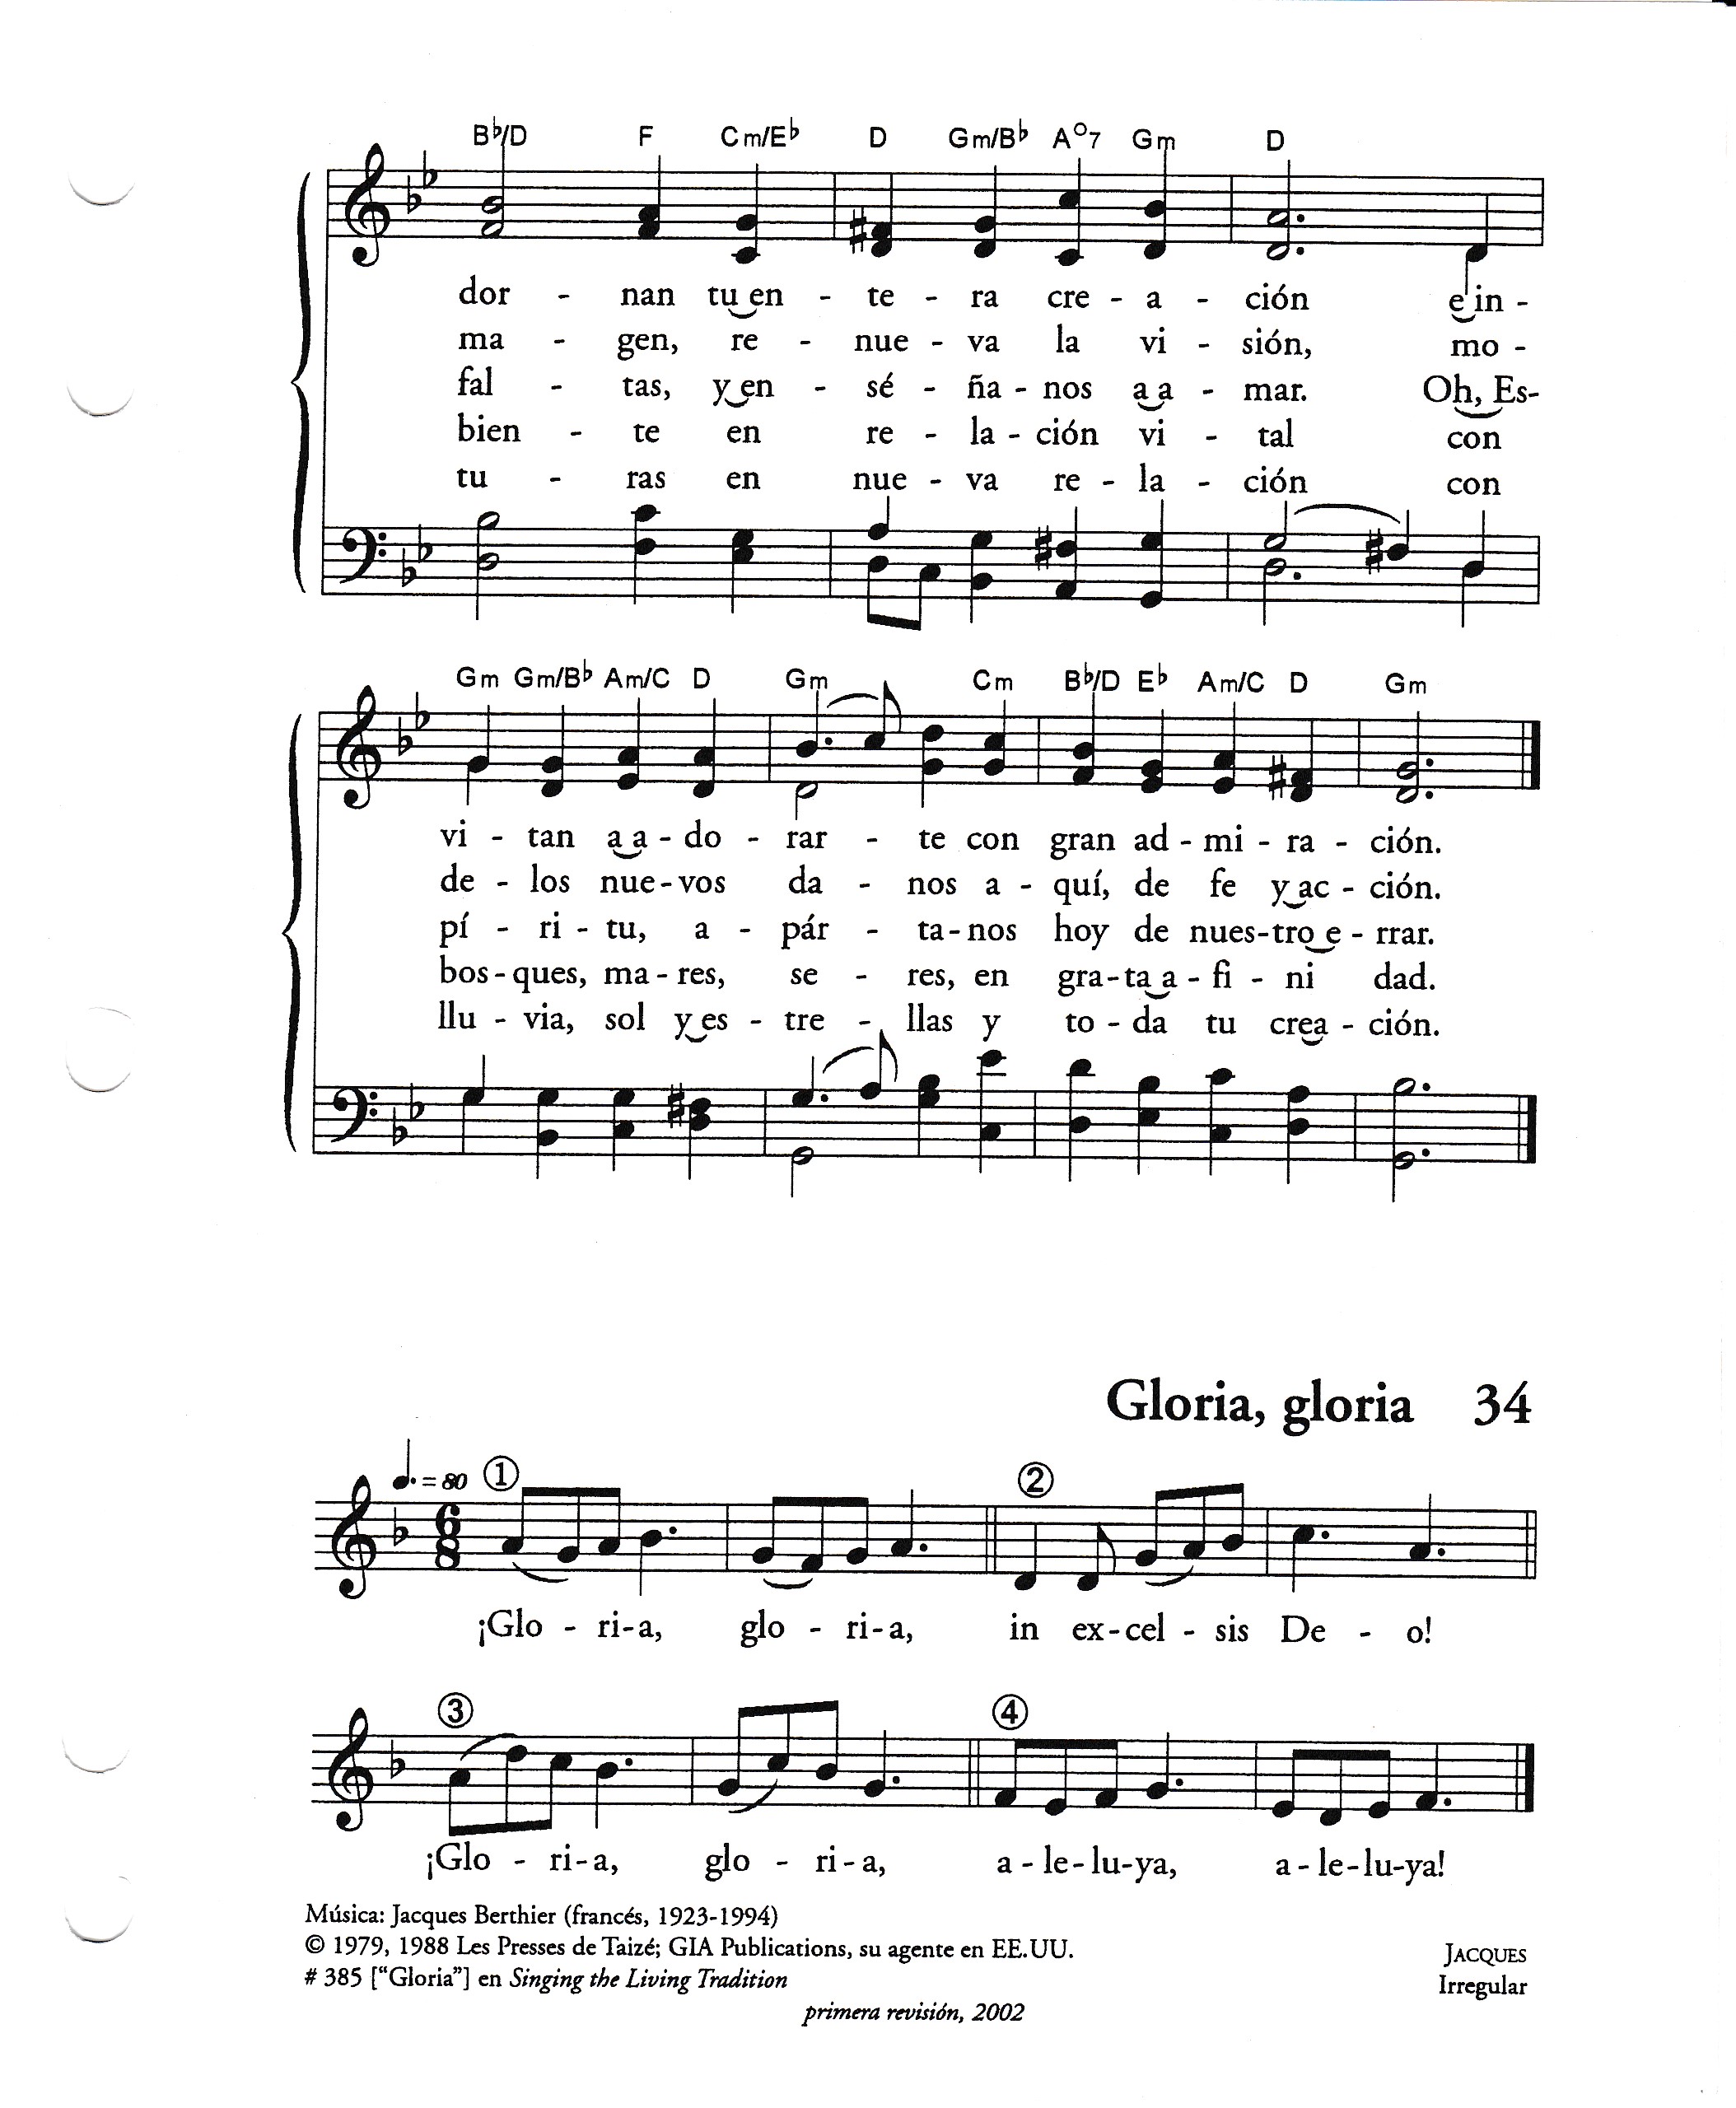 B♭/D F Cm/E♭ D Gm/B♭ A°7 Gm D
dor - nan tu en - te - ra cre - a - ción e in -
ma - gen, re - nue - va la vi - sión, mo -
fal - tas, y en - sé - ña - nos a a - mar. Oh, Es-
bien - te en re - la - ción vi - tal con
tu - ras en nue - va re - la - ción con
Gm Gm/B♭ Am/C D Gm Cm B♭/D E♭ Am/C D Gm
vi - tan a a - do - rar - te con gran ad - mi - ra - ción.
de - los nue - vos da - nos a - quí, de fe y ac - ción.
pí - ri - tu, a - pár - ta - nos hoy de nues - tro e - rrar.
bos - ques, ma - res, se - res, en gra - ta a - fi - ni dad.
llu - via, sol y es - tre - llas y to - da tu crea - ción.
Gloria, gloria 34
♩. = 80 ① ②
6
8
¡Glo - ri - a, glo - ri - a, in ex - cel - sis De - o!
③ ④
¡Glo - ri - a, glo - ri - a, a - le - lu - ya, a - le - lu - ya!
Música: Jacques Berthier (francés, 1923-1994)
© 1979, 1988 Les Presses de Taizé; GIA Publications, su agente en EE.UU.
JACQUES
# 385 ["Gloria"] en Singing the Living Tradition
Irregular
primera revisión, 2002